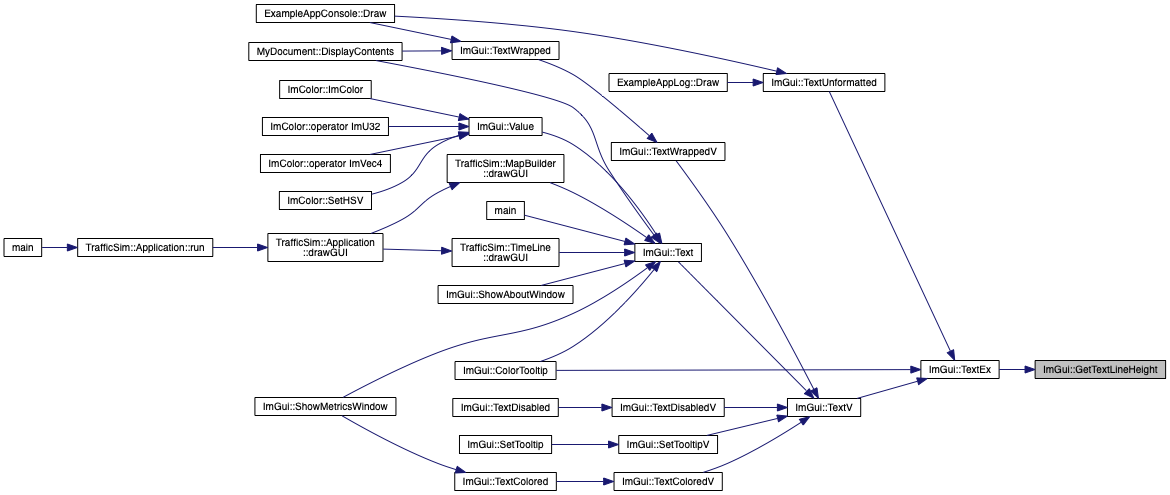 ExampleAppConsole::Draw
MyDocument::DisplayContents
ImGui::TextWrapped
ExampleAppLog::Draw
ImGui::TextUnformatted
ImColor::ImColor
ImColor::operator ImU32
ImGui::Value
ImColor::operator ImVec4
ImColor::SetHSV
TrafficSim::MapBuilder
::drawGUI
ImGui::TextWrappedV
main
main
TrafficSim::Application::run
TrafficSim::Application
::drawGUI
TrafficSim::TimeLine
::drawGUI
ImGui::Text
ImGui::ShowAboutWindow
ImGui::ColorTooltip
ImGui::TextEx
ImGui::GetTextLineHeight
ImGui::ShowMetricsWindow
ImGui::TextDisabled
ImGui::TextDisabledV
ImGui::TextV
ImGui::SetTooltip
ImGui::SetTooltipV
ImGui::TextColored
ImGui::TextColoredV